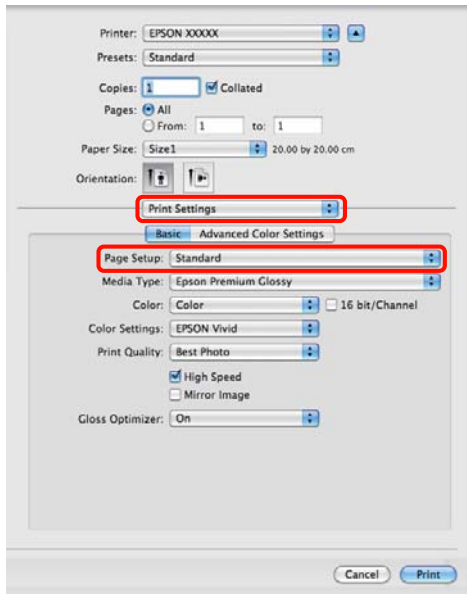 Printer: EPSON XXXXX
Presets: Standard
Copies: 1 Collated
Pages: All
From: 1 to: 1
Paper Size: Size1 20.00 by 20.00 cm
Orientation:
Print Settings
Basic Advanced Color Settings
Page Setup: Standard
Media Type: Epson Premium Glossy
Color: Color 16 bit/Channel
Color Settings: EPSON Vivid
Print Quality: Best Photo
High Speed
Mirror Image
Gloss Optimizer: On
Cancel Print